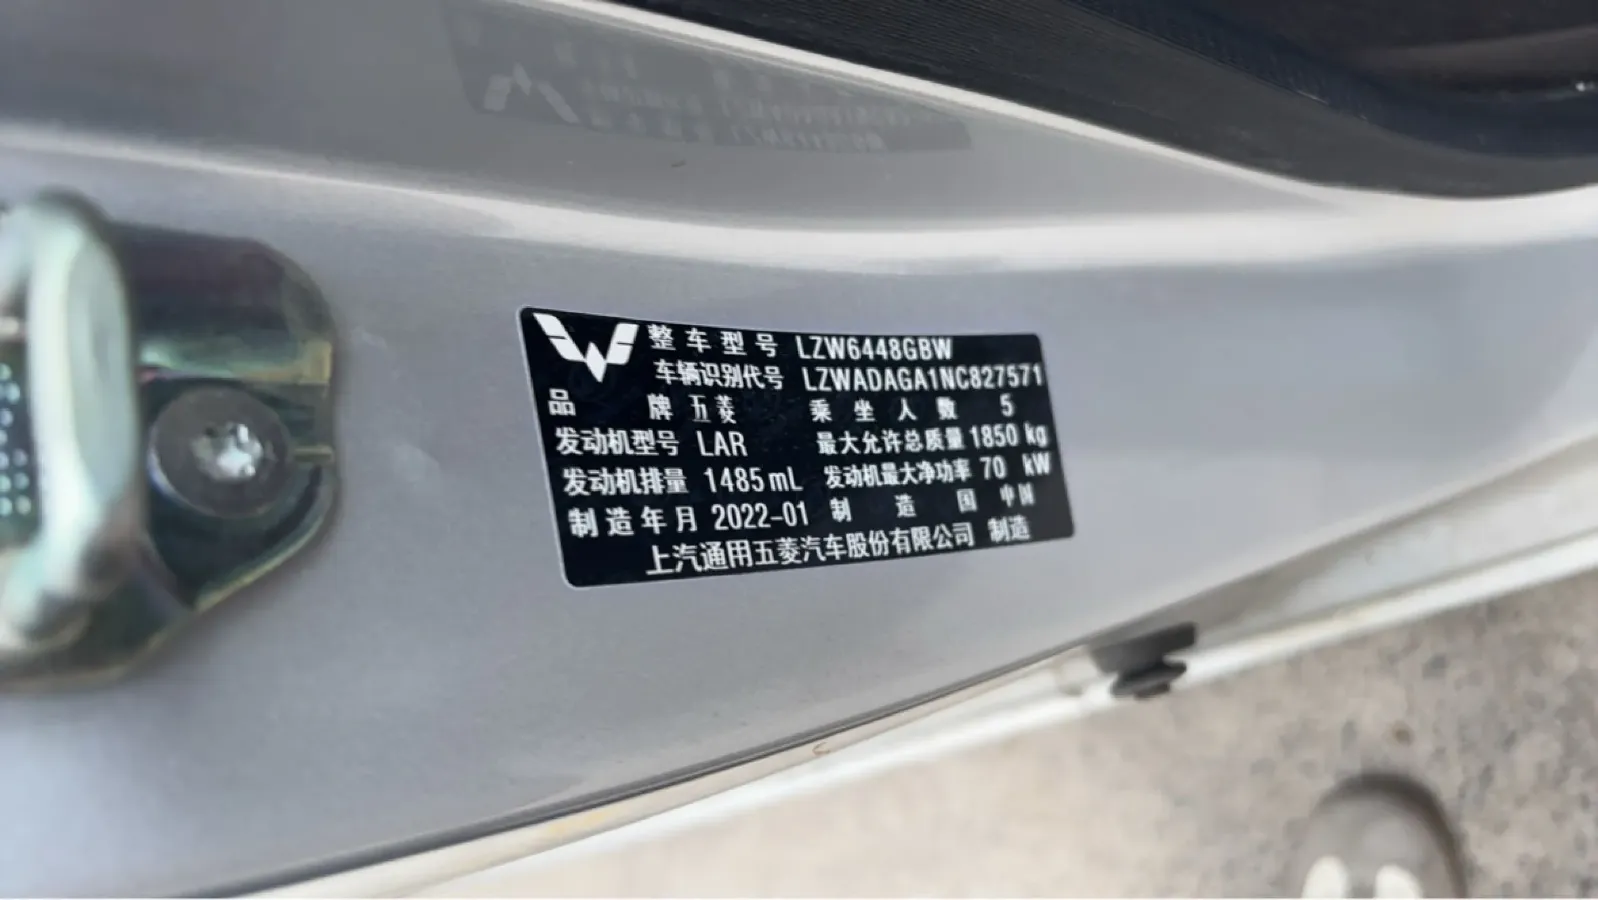 整车型号 LZW6448GBW
车辆识别代号 LZWADAGA1NC827571
品牌 五菱 乘坐人数 5
发动机型号 LAR 最大允许总质量 1850 kg
发动机排量 1485mL 发动机最大净功率 70 kW
制造年月 2022-01 制造国 中国
上汽通用五菱汽车股份有限公司 制造